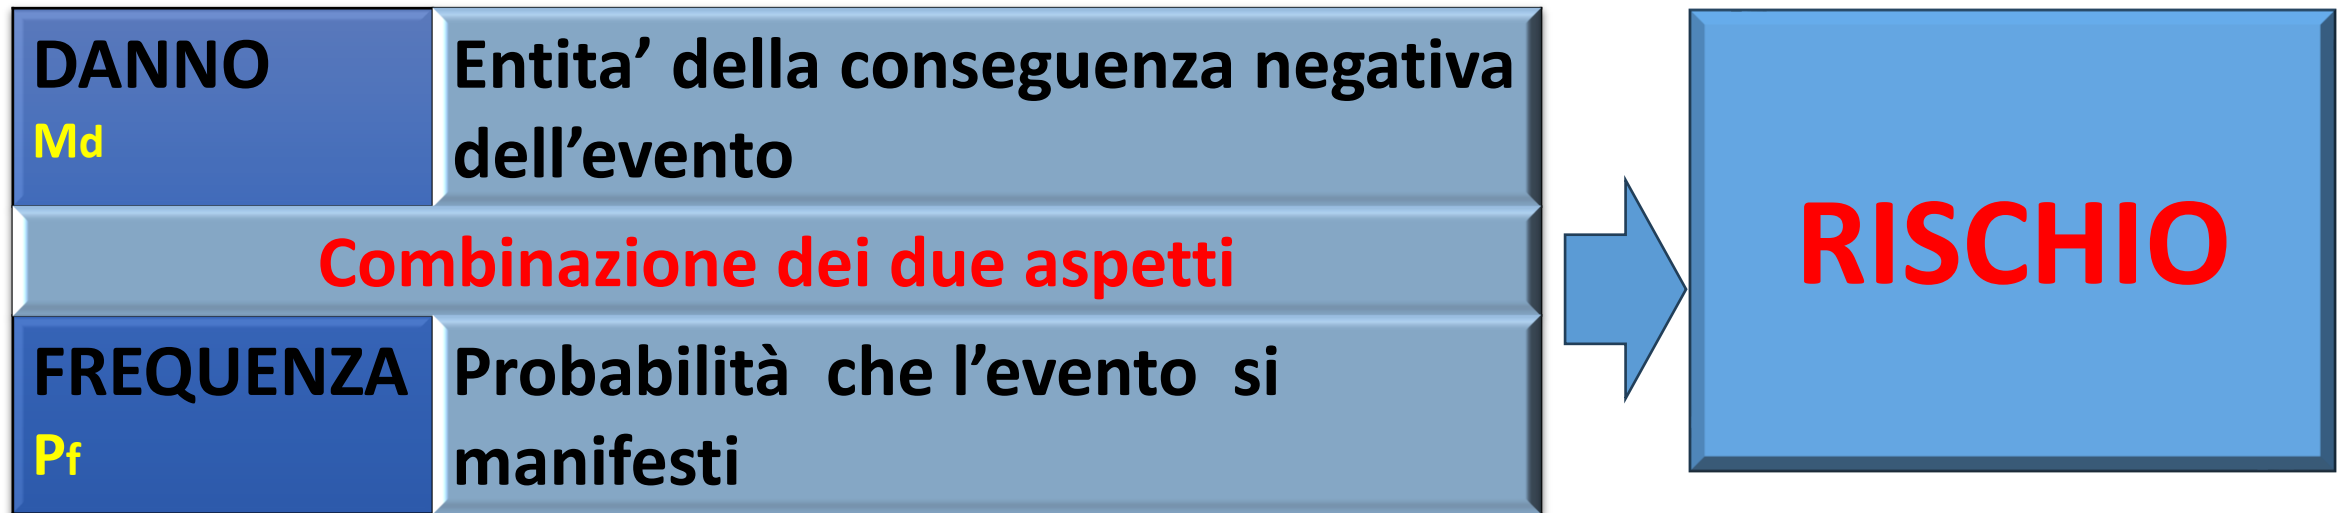 DANNO
Md
Entita’ della conseguenza negativa
dell’evento
Combinazione dei due aspetti
FREQUENZA
Pf
Probabilità che l’evento si
manifesti
RISCHIO